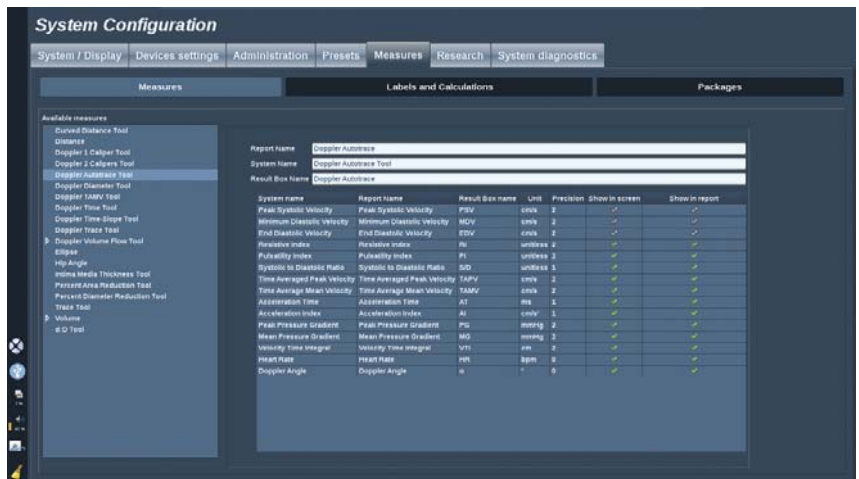 System Configuration
System / Display Devices settings Administration Presets Measures Research System diagnostics
Measures Labels and Calculations Packages
Available measures
Curved Distance Tool
Distance
Doppler 1 Caliper Tool
Doppler 2 Calipers Tool
Doppler Autotrace Tool
Doppler Diameter Tool
Doppler TAMV Tool
Doppler Time Tool
Doppler Time-Slope Tool
Doppler Trace Tool
Doppler Volume Flow Tool
Ellipse
Hip Angle
Intima Media Thickness Tool
Percent Area Reduction Tool
Percent Diameter Reduction Tool
Trace Tool
Volume
d:D Tool
Report Name Doppler Autotrace
System Name Doppler Autotrace Tool
Result Box Name Doppler Autotrace
System name Report Name Result Box name Unit Precision Show in screen Show in report
Peak Systolic Velocity Peak Systolic Velocity PSV cm/s 2
Minimum Diastolic Velocity Minimum Diastolic Velocity MDV cm/s 2
End Diastolic Velocity End Diastolic Velocity EDV cm/s 2
Resistive Index Resistive Index RI unitless 2
Pulsatility Index Pulsatility Index PI unitless 2
Systolic to Diastolic Ratio Systolic to Diastolic Ratio S/D unitless 1
Time Averaged Peak Velocity Time Averaged Peak Velocity TAPV cm/s 2
Time Average Mean Velocity Time Average Mean Velocity TAMV cm/s 2
Acceleration Time Acceleration Time AT ms 1
Acceleration Index Acceleration Index AI cm/s² 1
Peak Pressure Gradient Peak Pressure Gradient PG mmHg 2
Mean Pressure Gradient Mean Pressure Gradient MG mmHg 2
Velocity Time Integral Velocity Time Integral VTI cm 2
Heart Rate Heart Rate HR bpm 0
Doppler Angle Doppler Angle α ° 0